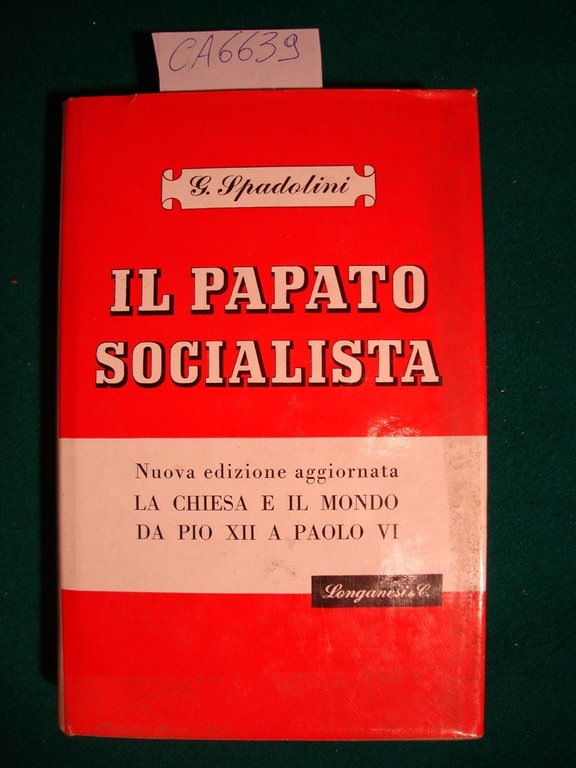 CA6639
G. Spadolini
IL PAPATO
SOCIALISTA
Nuova edizione aggiornata
LA CHIESA E IL MONDO
DA PIO XII A PAOLO VI
Longanesi & C.